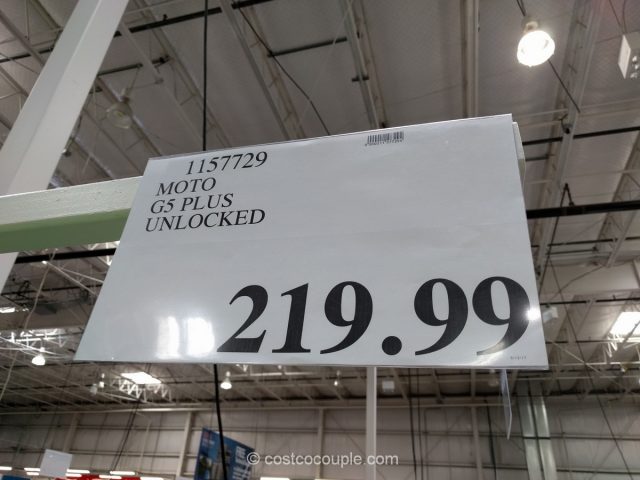 1157729
MOTO
G5 PLUS
UNLOCKED
219.99
© costcocouple.com